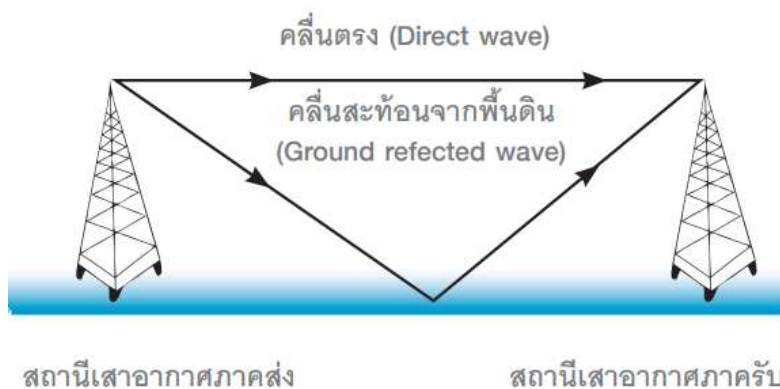 คลื่นตรง (Direct wave)
คลื่นสะท้อนจากพื้นดิน
(Ground refected wave)
สถานีเสาอากาศภาคส่ง
สถานีเสาอากาศภาครับ